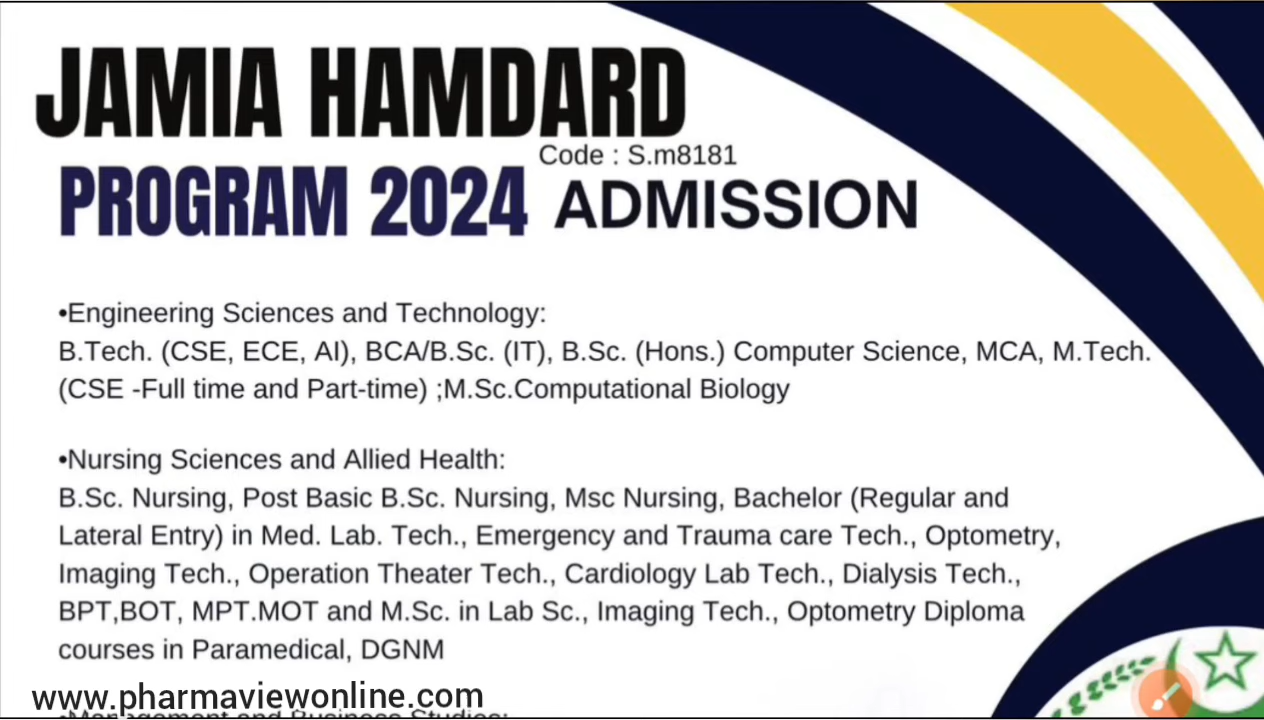 JAMIA HAMDARD
Code : S.m8181
PROGRAM 2024 ADMISSION
•Engineering Sciences and Technology:
B.Tech. (CSE, ECE, AI), BCA/B.Sc. (IT), B.Sc. (Hons.) Computer Science, MCA, M.Tech.
(CSE -Full time and Part-time) ;M.Sc.Computational Biology
•Nursing Sciences and Allied Health:
B.Sc. Nursing, Post Basic B.Sc. Nursing, Msc Nursing, Bachelor (Regular and
Lateral Entry) in Med. Lab. Tech., Emergency and Trauma care Tech., Optometry,
Imaging Tech., Operation Theater Tech., Cardiology Lab Tech., Dialysis Tech.,
BPT,BOT, MPT.MOT and M.Sc. in Lab Sc., Imaging Tech., Optometry Diploma
courses in Paramedical, DGNM
www.pharmaviewonline.com
•Management and Business Studies: